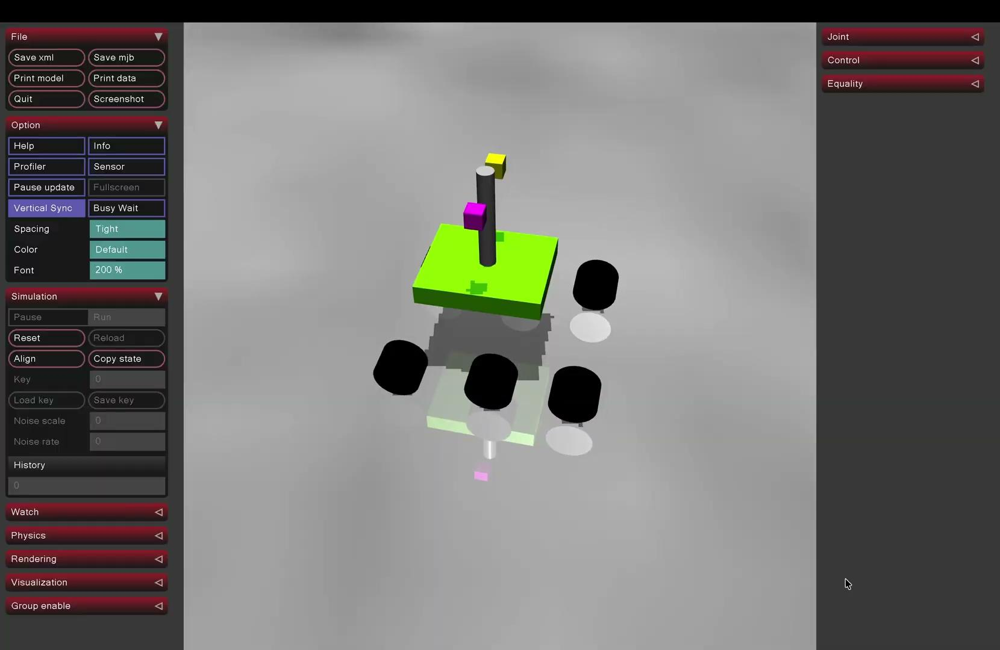 File
Save xml Save mjb
Print model Print data
Quit Screenshot
Option
Help Info
Profiler Sensor
Pause update Fullscreen
Vertical Sync Busy Wait
Spacing Tight
Color Default
Font 200 %
Simulation
Pause Run
Reset Reload
Align Copy state
Key 0
Load key Save key
Noise scale 0
Noise rate 0
History
0
Watch
Physics
Rendering
Visualization
Group enable
Joint
Control
Equality